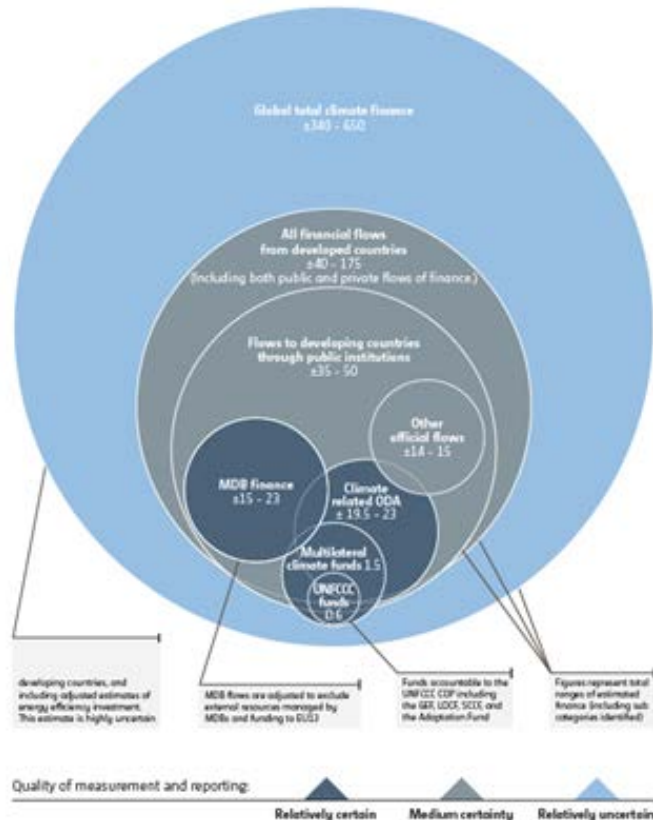 Global total climate finance
±340 - 650
All financial flows
from developed countries
±40 - 175
(Including both public and private flows of finance.)
Flows to developing countries
through public institutions
±35 - 50
Other
official flows
±14 - 15
MDB finance
±15 - 23
Climate
related ODA
± 19.5 - 23
Multilateral
climate funds 1.5
UNFCCC
funds
0.6
developing countries, and
including adjusted estimates of
energy efficiency investment.
This estimate is highly uncertain
MDB flows are adjusted to exclude
external resources managed by
MDBs and funding to EU13
Funds accountable to the
UNFCCC COP including
the GEF, LDCF, SCCF, and
the Adaptation Fund
Figures represent total
ranges of estimated
finance (including sub
categories identified)
Quality of measurement and reporting:
Relatively certain
Medium certainty
Relatively uncertain